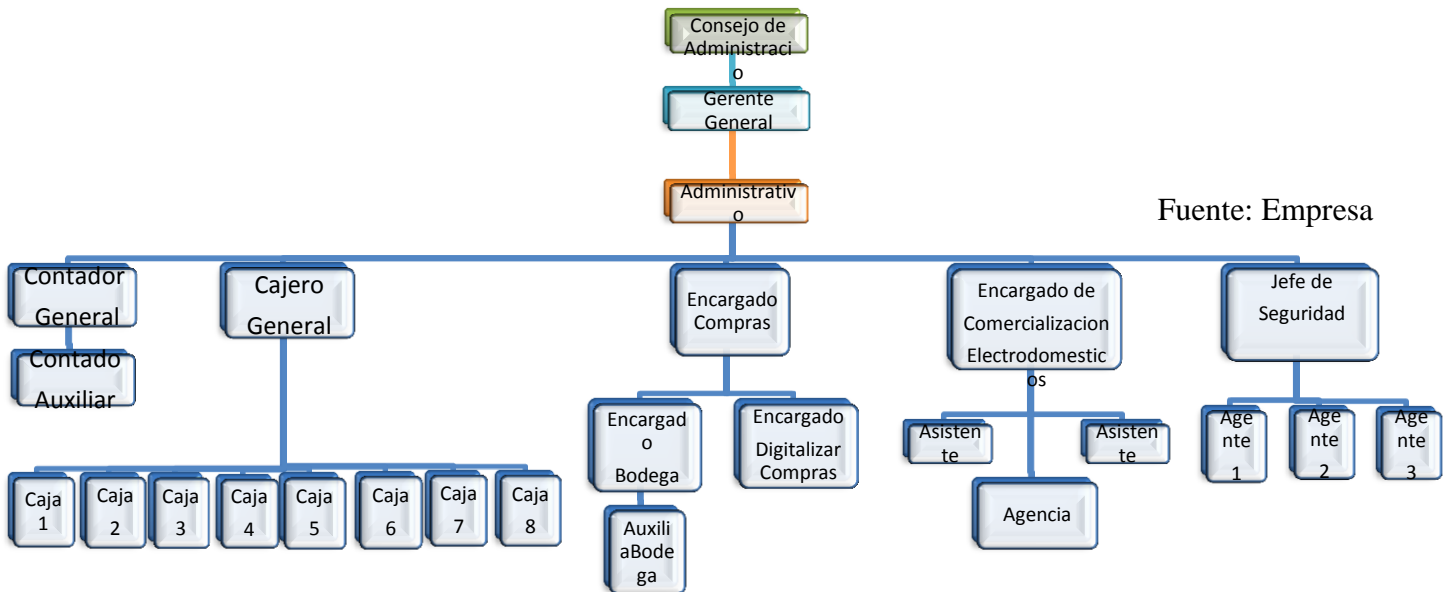 Consejo de
Administraci
o
Gerente
General
Administrativ
o
Fuente: Empresa
Contador
General
Contado
Auxiliar
Cajero
General
Caja
1
Caja
2
Caja
3
Caja
4
Caja
5
Caja
6
Caja
7
Caja
8
Encargado
Compras
Encargad
o
Bodega
Auxili
aBode
ga
Encargado
Digitalizar
Compras
Encargado de
Comercializacion
Electrodomestic
os
Asisten
te
Asisten
te
Agencia
Jefe de
Seguridad
Age
nte
1
Age
nte
2
Age
nte
3